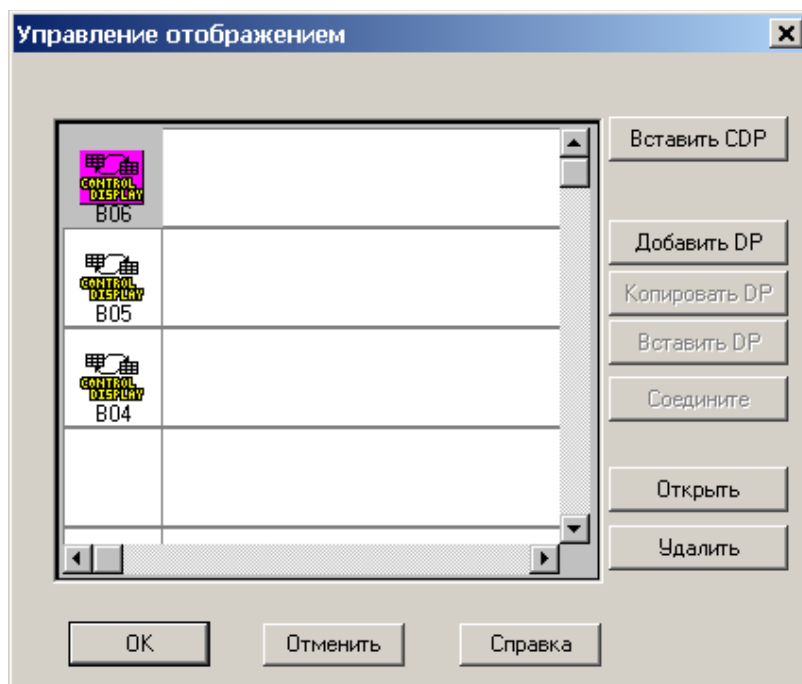 Управление отображением
Вставить CDP
CONTROL
DISPLAY
B06
Добавить DP
CONTROL
DISPLAY
B05
Копировать DP
Вставить DP
CONTROL
DISPLAY
B04
Соедините
Открыть
Удалить
OK
Отменить
Справка